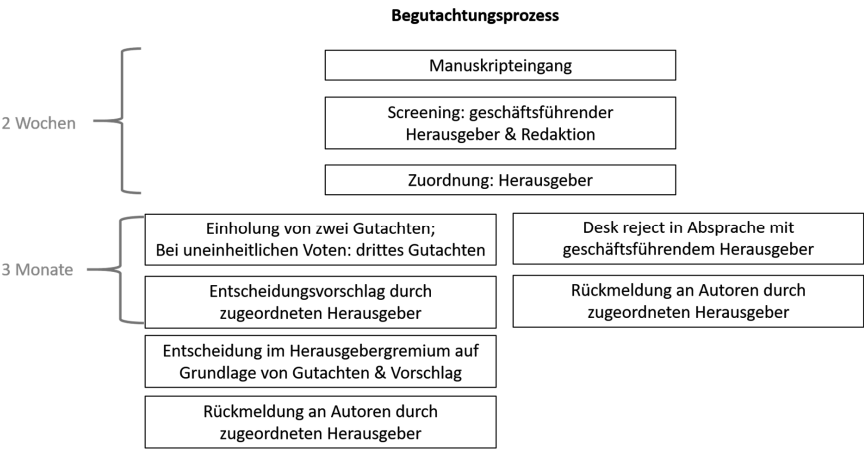 Begutachtungsprozess
Manuskripteingang
2 Wochen
Screening: geschäftsführender
Herausgeber & Redaktion
Zuordnung: Herausgeber
3 Monate
Einholung von zwei Gutachten;
Bei uneinheitlichen Voten: drittes Gutachten
Desk reject in Absprache mit
geschäftsführendem Herausgeber
Entscheidungsvorschlag durch
zugeordneten Herausgeber
Rückmeldung an Autoren durch
zugeordneten Herausgeber
Entscheidung im Herausgebergremium auf
Grundlage von Gutachten & Vorschlag
Rückmeldung an Autoren durch
zugeordneten Herausgeber